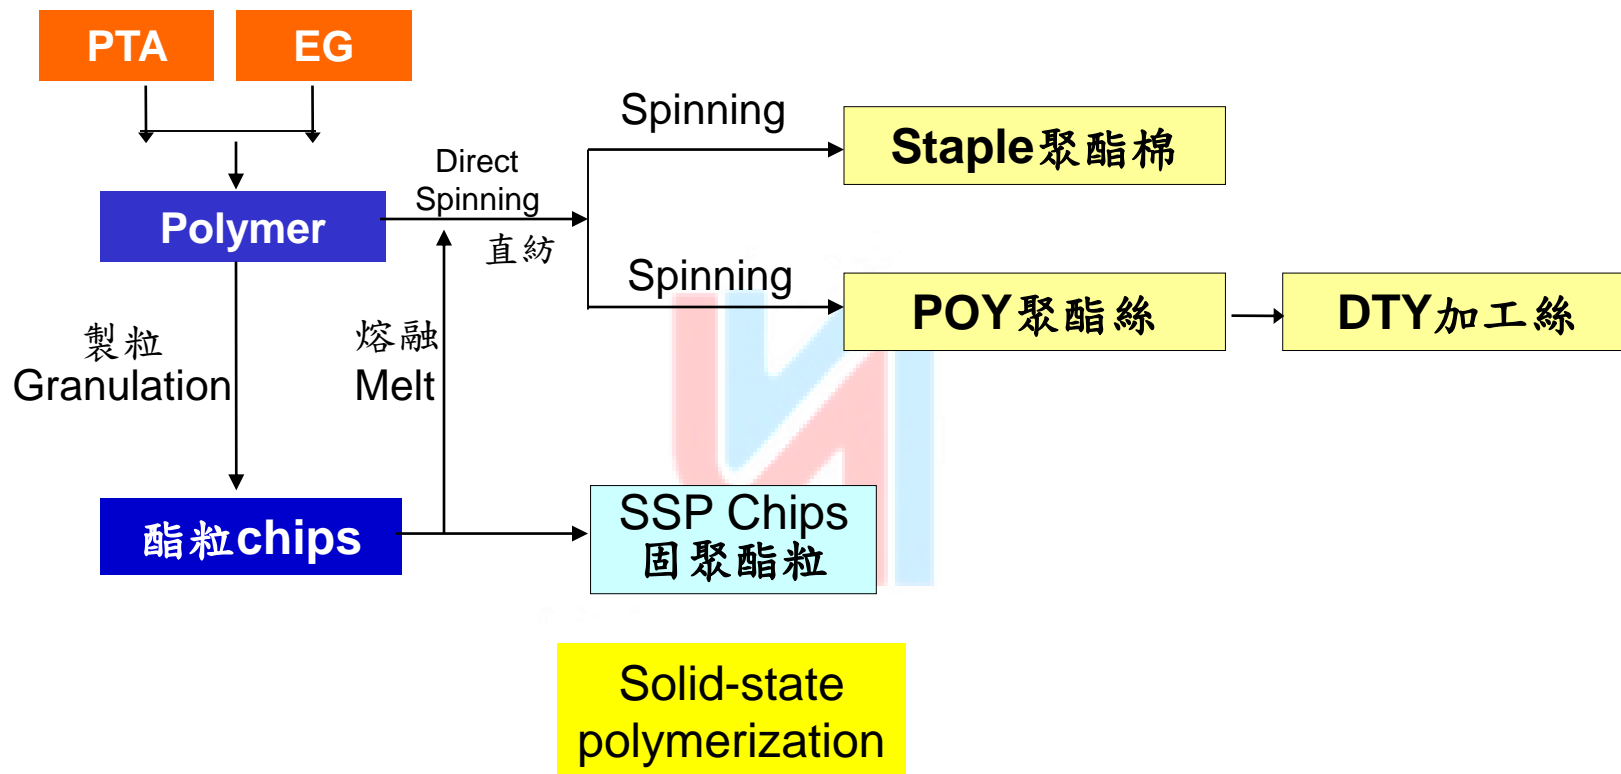 PTA
EG
Spinning
Staple聚酯棉
Direct
Spinning
Polymer
直紡
Spinning
POY聚酯絲
DTY加工絲
製粒
Granulation
熔融
Melt
酯粒chips
SSP Chips
固聚酯粒
Solid-state
polymerization